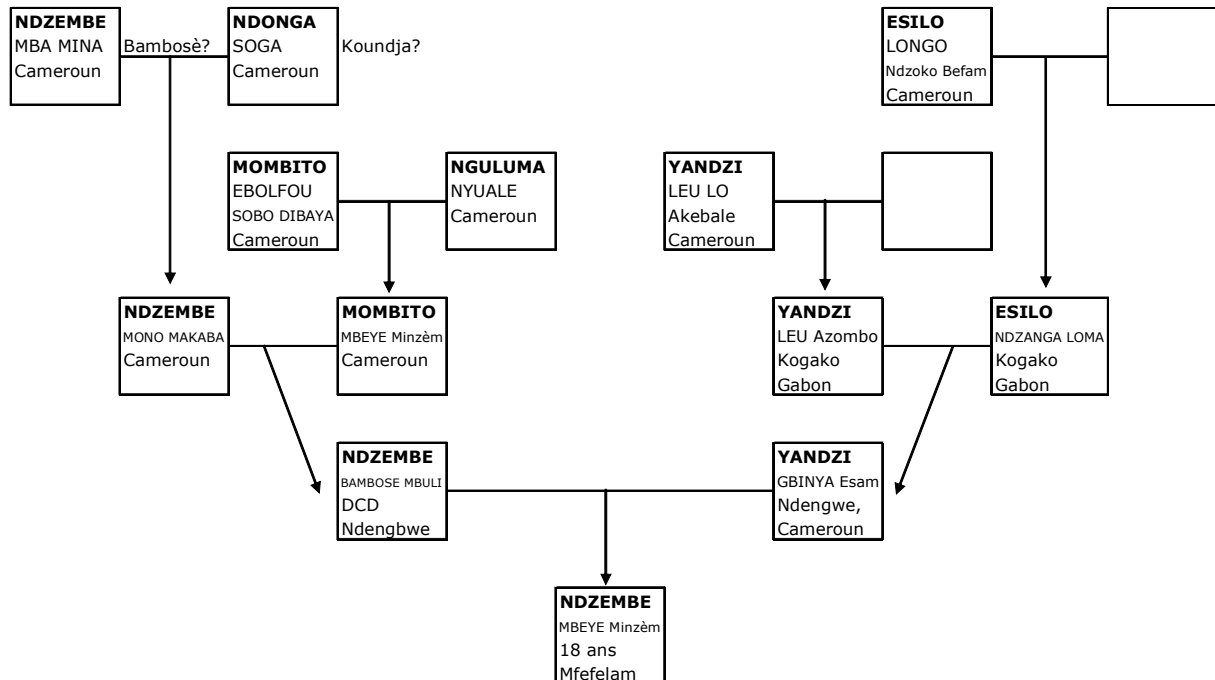 NDZEMBE
MBA MINA
Cameroun
Bambosè?
NDONGA
SOGA
Cameroun
Koundja?
ESILO
LONGO
Ndzoko Befam
Cameroun
MOMBITO
EBOLFOU
SOBO DIBAYA
Cameroun
NGULUMA
NYUALE
Cameroun
YANDZI
LEU LO
Akebale
Cameroun
NDZEMBE
MONO MAKABA
Cameroun
MOMBITO
MBEYE Minzèm
Cameroun
YANDZI
LEU Azombo
Kogako
Gabon
ESILO
NDZANGA LOMA
Kogako
Gabon
NDZEMBE
BAMBOSE MBULI
DCD
Ndengbwe
YANDZI
GBINYA Esam
Ndengwe,
Cameroun
NDZEMBE
MBEYE Minzèm
18 ans
Mfefelam